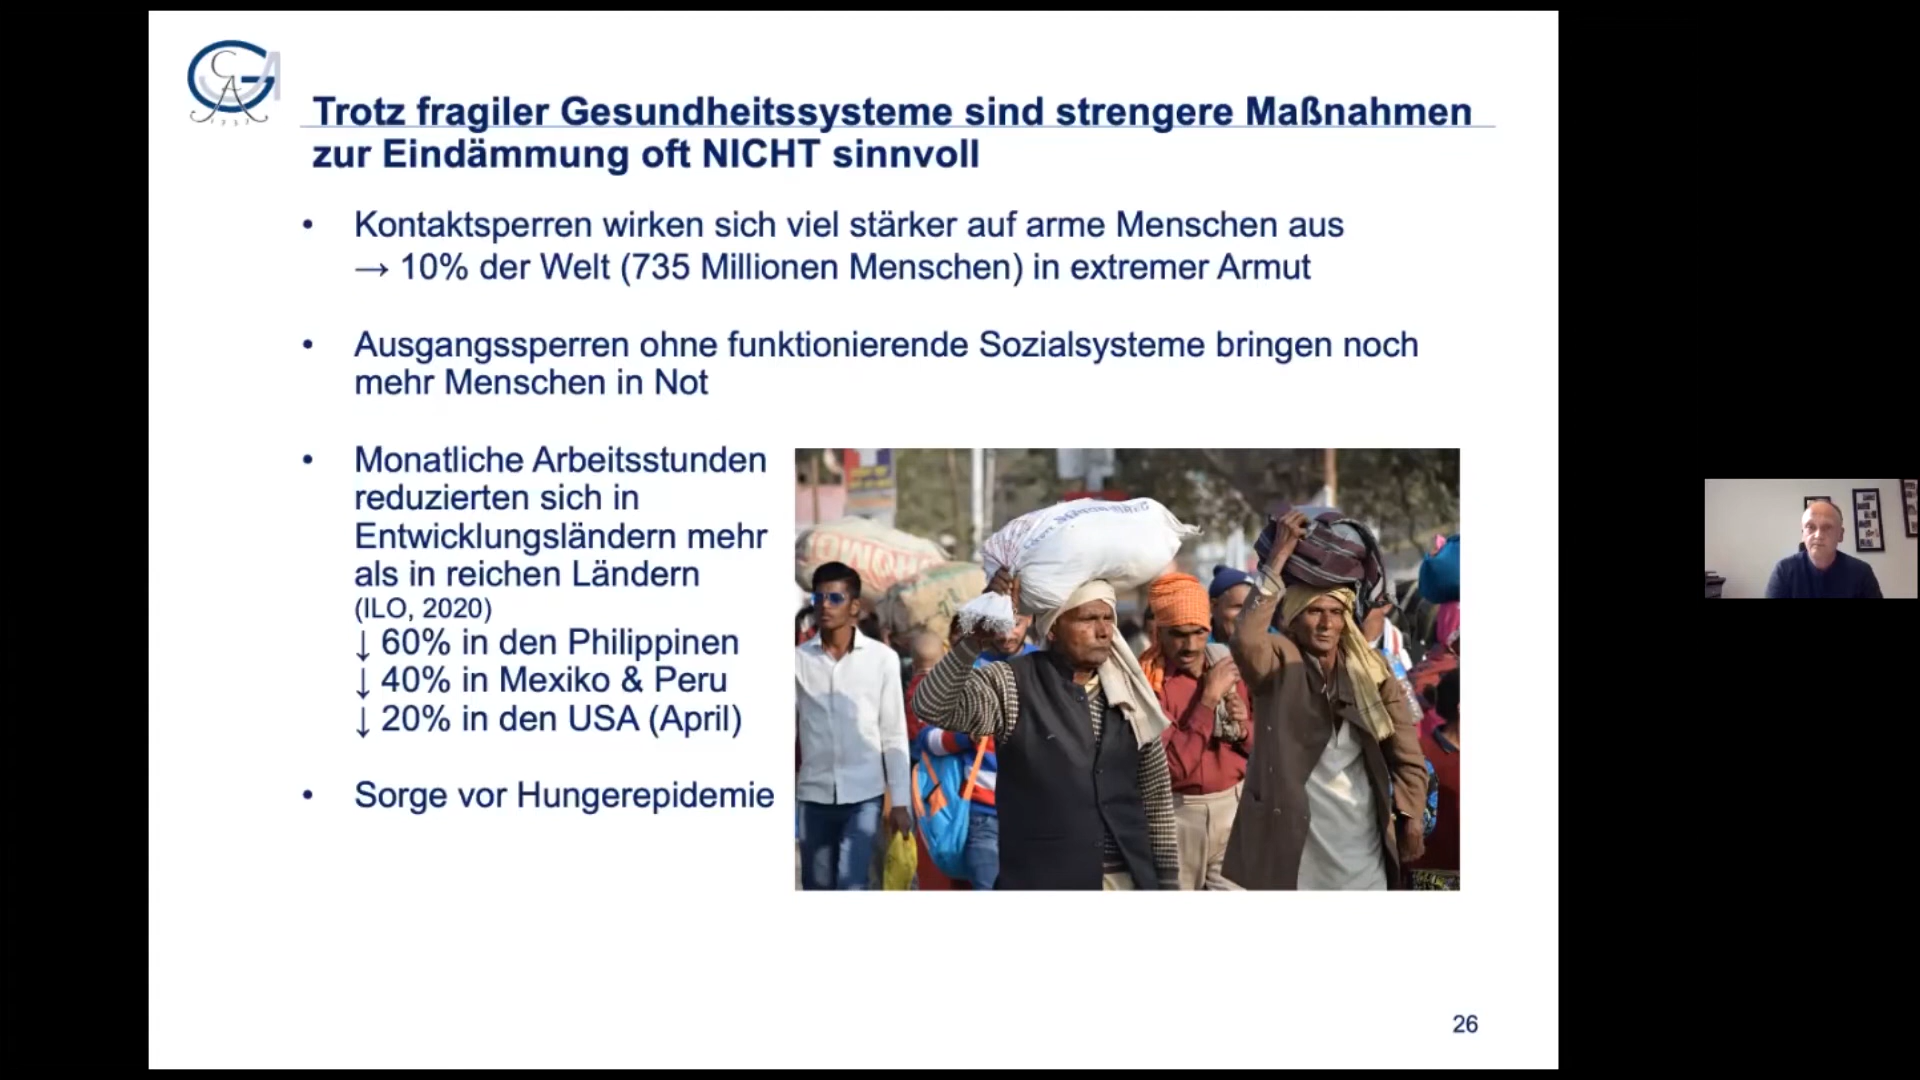 Trotz fragiler Gesundheitssysteme sind strengere Maßnahmen
zur Eindämmung oft NICHT sinnvoll
• Kontaktsperren wirken sich viel stärker auf arme Menschen aus
→ 10% der Welt (735 Millionen Menschen) in extremer Armut
• Ausgangssperren ohne funktionierende Sozialsysteme bringen noch
mehr Menschen in Not
• Monatliche Arbeitsstunden
reduzierten sich in
Entwicklungsländern mehr
als in reichen Ländern
(ILO, 2020)
↓ 60% in den Philippinen
↓ 40% in Mexiko & Peru
↓ 20% in den USA (April)
• Sorge vor Hungerepidemie
26